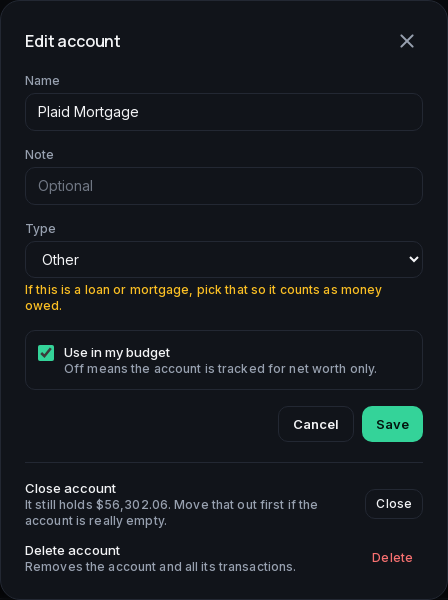 Edit account
Name
Plaid Mortgage
Note
Optional
Type
Other
If this is a loan or mortgage, pick that so it counts as money
owed.
Use in my budget
Off means the account is tracked for net worth only.
Cancel
Save
Close account
It still holds $56,302.06. Move that out first if the
account is really empty.
Close
Delete account
Removes the account and all its transactions.
Delete